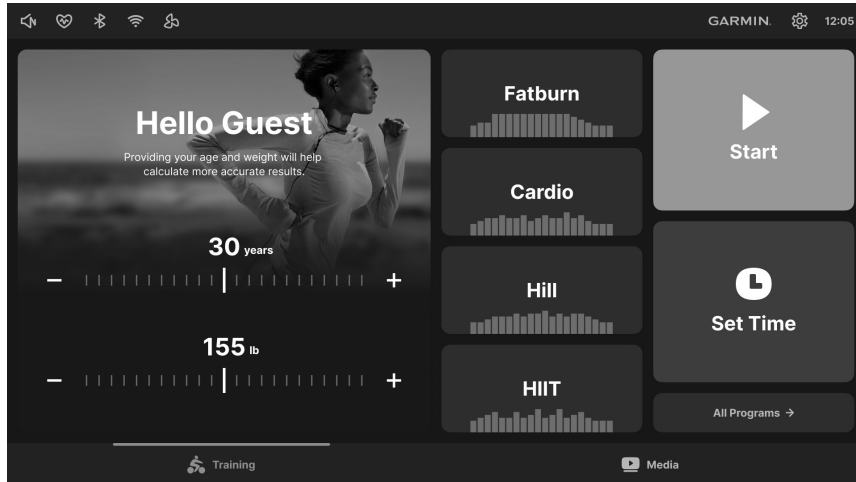 GARMIN.
12:05
Hello Guest
Providing your age and weight will help
calculate more accurate results.
30 years
155 lb
Fatburn
Cardio
Hill
HIIT
Start
Set Time
All Programs →
Training
Media